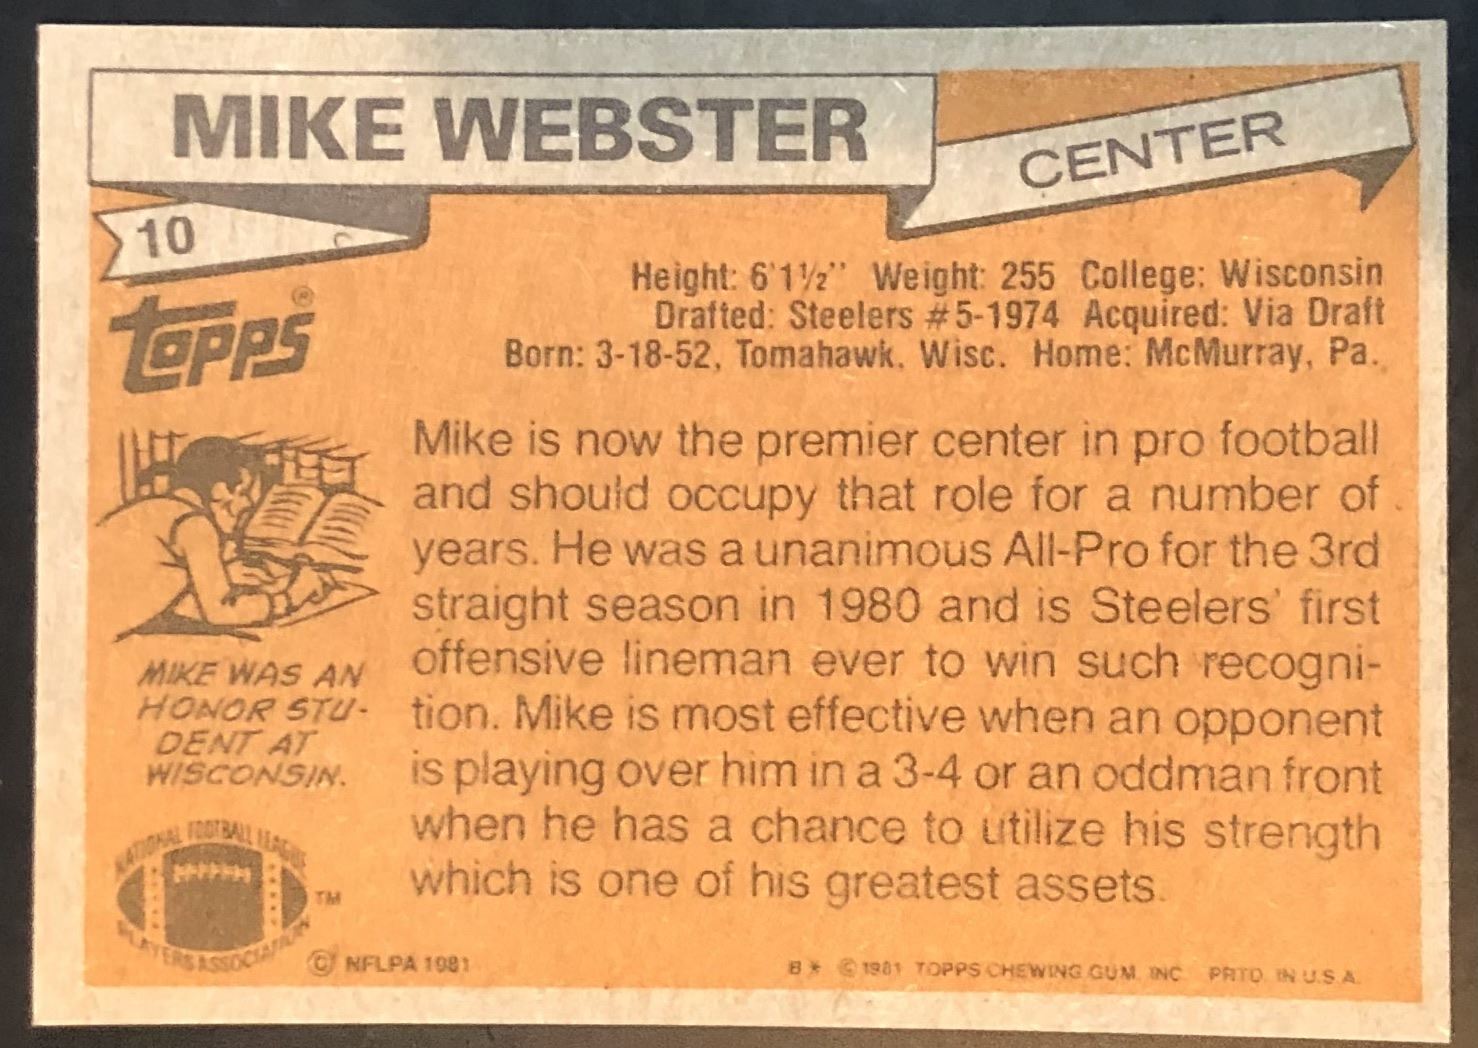 MIKE WEBSTER
CENTER
10
Topps®
Height: 6'1½" Weight: 255 College: Wisconsin
Drafted: Steelers #5-1974 Acquired: Via Draft
Born: 3-18-52, Tomahawk, Wisc. Home: McMurray, Pa.
Mike is now the premier center in pro football
and should occupy that role for a number of
years. He was a unanimous All-Pro for the 3rd
straight season in 1980 and is Steelers' first
offensive lineman ever to win such recogni-
tion. Mike is most effective when an opponent
is playing over him in a 3-4 or an oddman front
when he has a chance to utilize his strength
which is one of his greatest assets.
MIKE WAS AN
HONOR STU-
DENT AT
WISCONSIN.
NATIONAL FOOTBALL LEAGUE
PLAYERS ASSOCIATION
TM
© NFLPA 1981
B* © 1981 TOPPS CHEWING GUM, INC. PRTD. IN U.S.A.